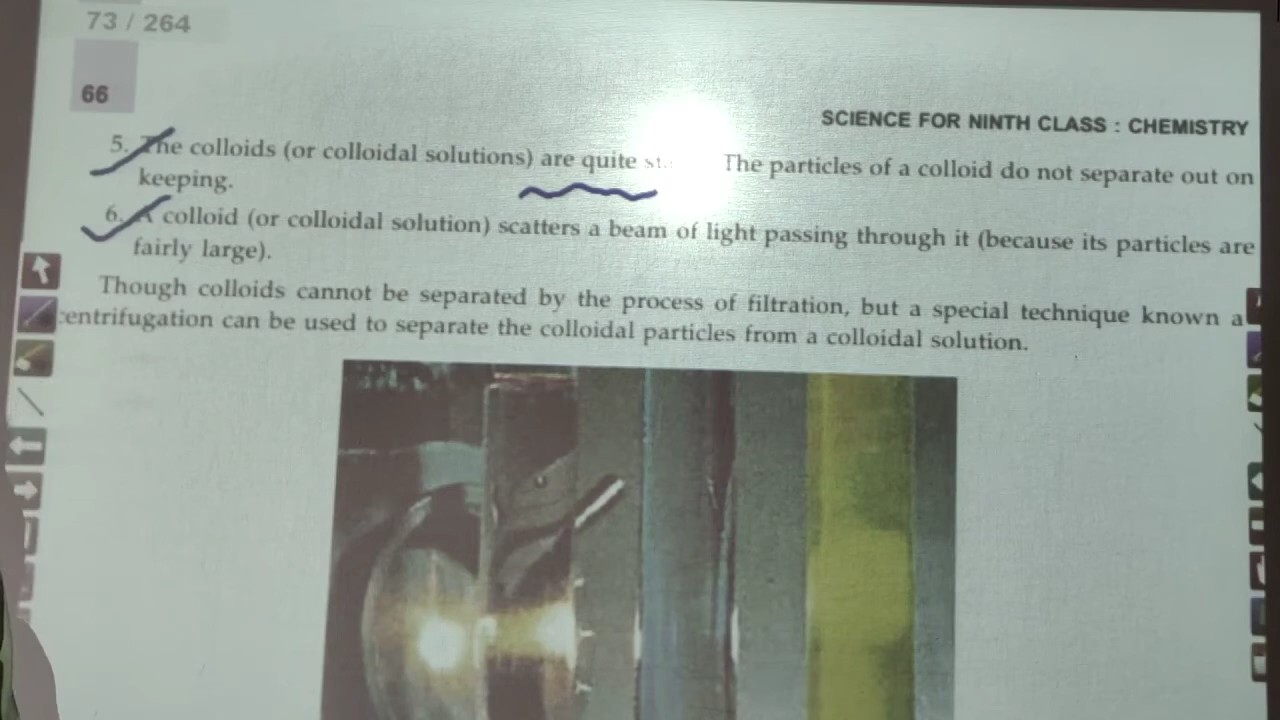 73 / 264
66
SCIENCE FOR NINTH CLASS : CHEMISTRY
5. The colloids (or colloidal solutions) are quite The particles of a colloid do not separate out on
keeping.
6. A colloid (or colloidal solution) scatters a beam of light passing through it (because its particles are
fairly large).
Though colloids cannot be separated by the process of filtration, but a special technique known a
centrifugation can be used to separate the colloidal particles from a colloidal solution.